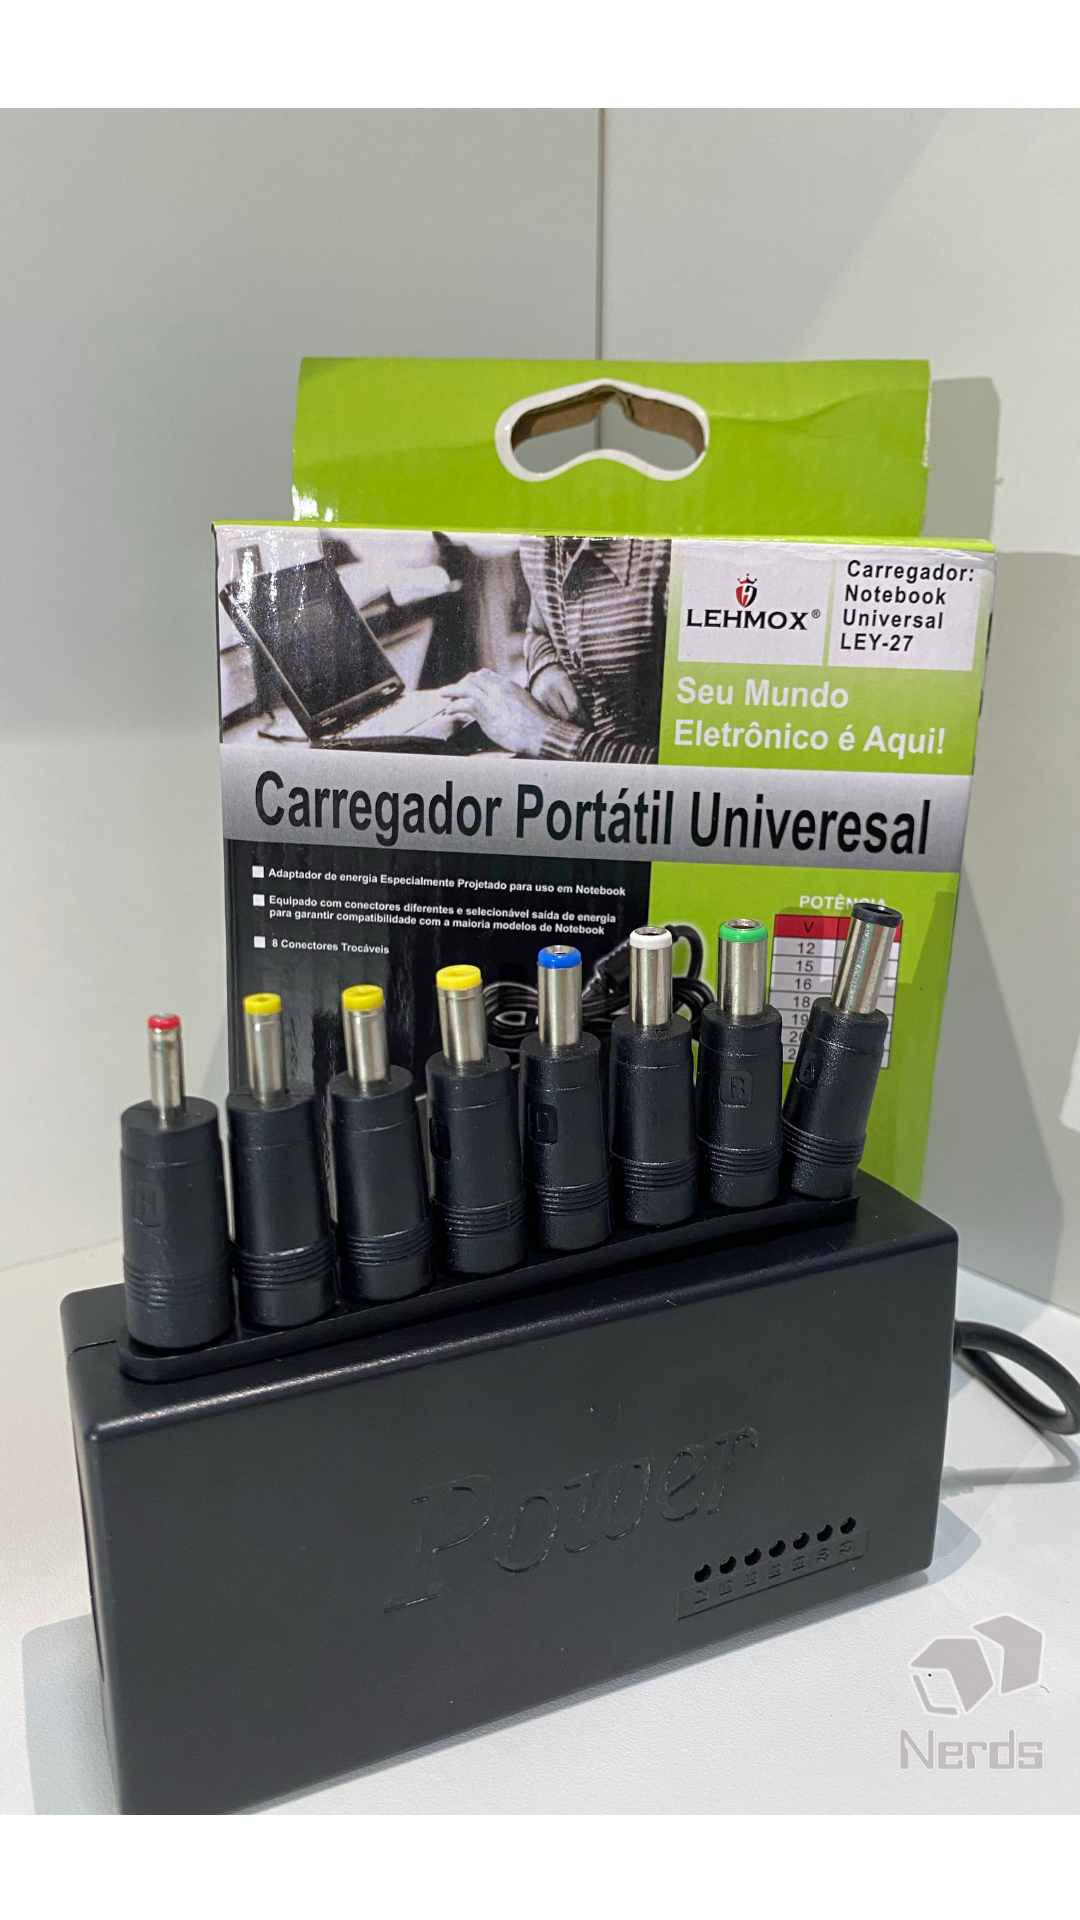 LEHMOX®
Carregador:
Notebook
Universal
LEY-27
Seu Mundo
Eletrônico é Aqui!
Carregador Portátil Univeresal
Adaptador de energia Especialmente Projetado para uso em Notebook
Equipado com conectores diferentes e selecionável saída de energia
para garantir compatibilidade com a maioria modelos de Notebook
8 Conectores Trocáveis
POTÊNCIA
V
12
15
16
18
19
H
D
B
A
Power
Nerds